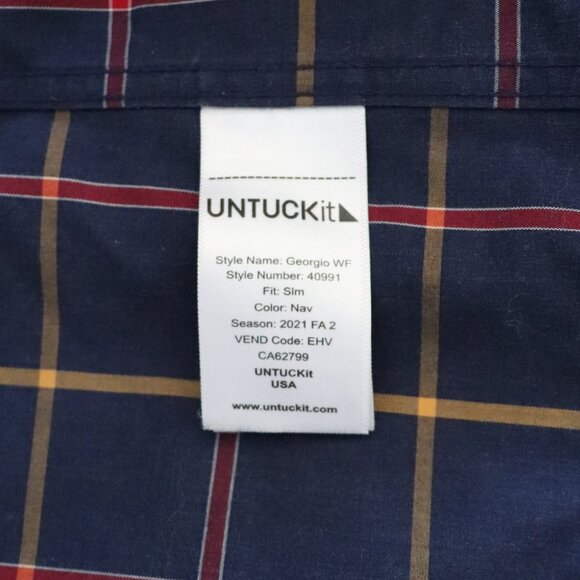 UNTUCKit
Style Name: Georgio WF
Style Number: 40991
Fit: Slm
Color: Nav
Season: 2021 FA 2
VEND Code: EHV
CA62799
UNTUCKit
USA
www.untuckit.com